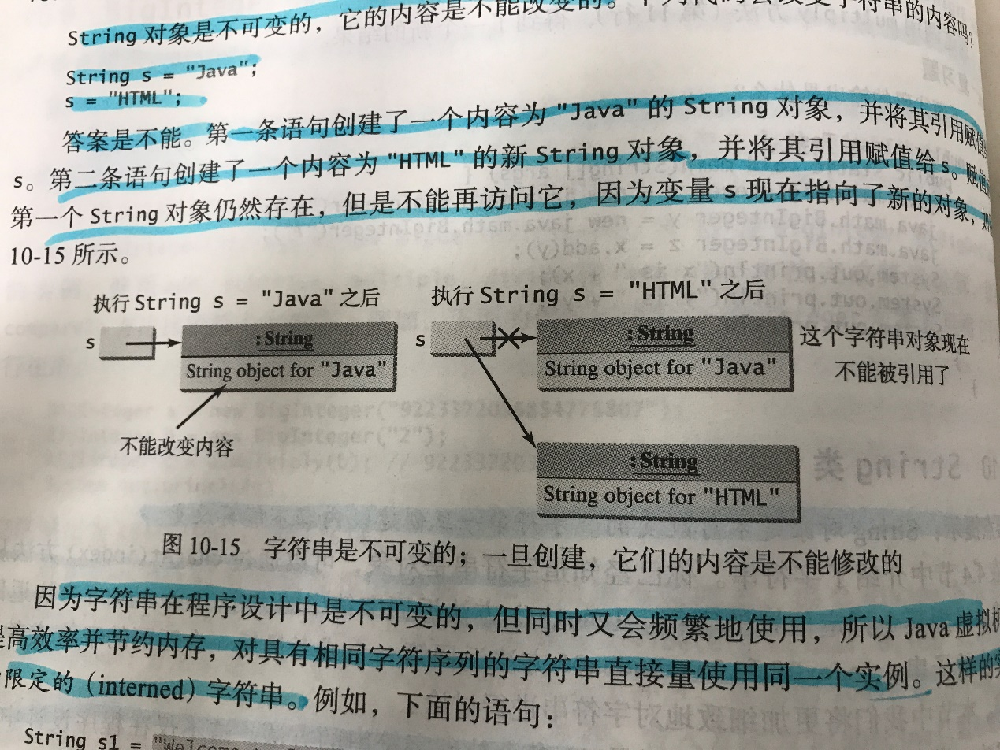 String 对象是不可变的，它的内容是不能改变的。下列代码会改变字符串的内容吗？
String s = "Java";
s = "HTML";
答案是不能。第一条语句创建了一个内容为 "Java" 的 String 对象，并将其引用赋值
s。第二条语句创建了一个内容为 "HTML" 的新 String 对象，并将其引用赋值给 s。赋值
第一个 String 对象仍然存在，但是不能再访问它，因为变量 s 现在指向了新的对象，如
10-15 所示。
执行 String s = "Java" 之后
执行 String s = "HTML" 之后
s
: String
String object for "Java"
不能改变内容
s
: String
String object for "Java"
这个字符串对象现在
不能被引用了
: String
String object for "HTML"
图 10-15 字符串是不可变的；一旦创建，它们的内容是不能修改的
因为字符串在程序设计中是不可变的，但同时又会频繁地使用，所以 Java 虚拟机
提高效率并节约内存，对具有相同字符序列的字符串直接量使用同一个实例。这样的实
限定的（interned）字符串。例如，下面的语句：
String s1 = "Welcome